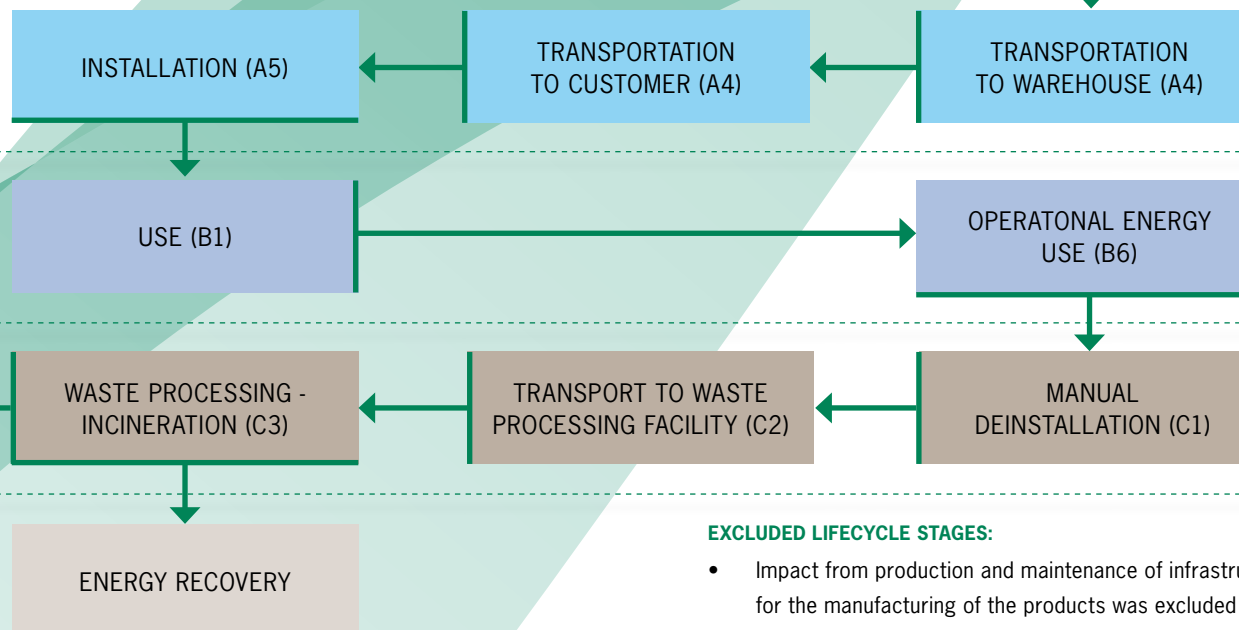 INSTALLATION (A5)
TRANSPORTATION
TO CUSTOMER (A4)
TRANSPORTATION
TO WAREHOUSE (A4)
USE (B1)
OPERATONAL ENERGY
USE (B6)
WASTE PROCESSING -
INCINERATION (C3)
TRANSPORT TO WASTE
PROCESSING FACILITY (C2)
MANUAL
DEINSTALLATION (C1)
ENERGY RECOVERY
EXCLUDED LIFECYCLE STAGES:
• Impact from production and maintenance of
for the manufacturing of the products was excluded